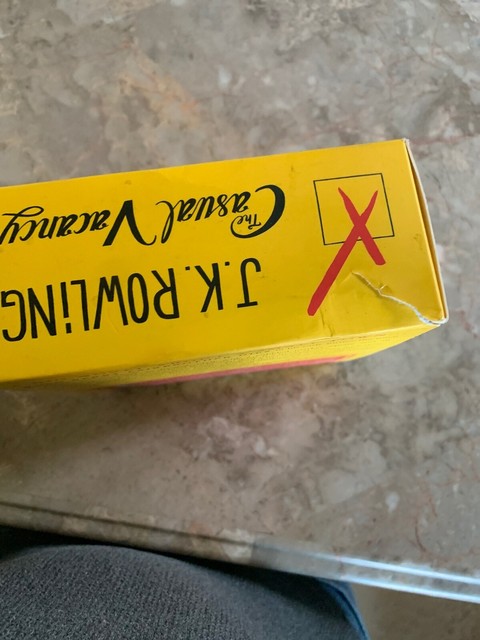 J.K. ROWLING
The Casual Vacancy